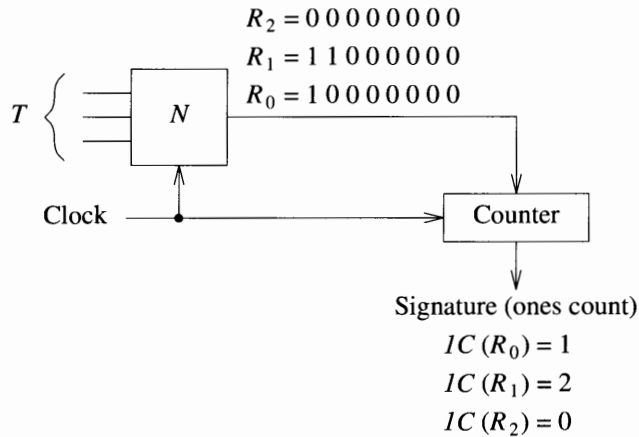 R₂ = 0 0 0 0 0 0 0 0
R₁ = 1 1 0 0 0 0 0 0
R₀ = 1 0 0 0 0 0 0 0
T
N
Clock
Counter
Signature (ones count)
1C (R₀) = 1
1C (R₁) = 2
1C (R₂) = 0